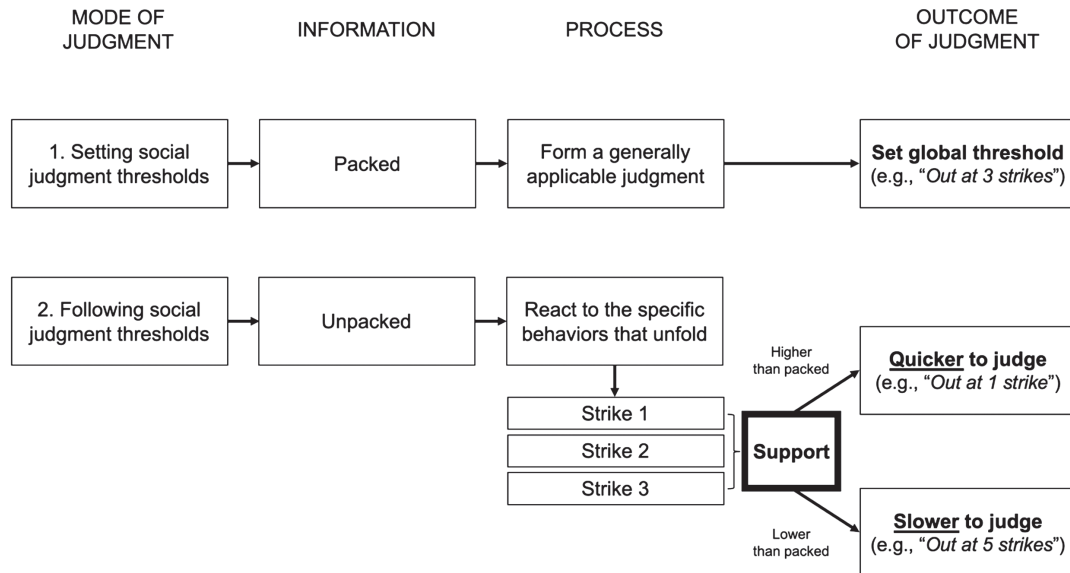 MODE OF
JUDGMENT
INFORMATION
PROCESS
OUTCOME
OF JUDGMENT
1. Setting social
judgment thresholds
Packed
Form a generally
applicable judgment
Set global threshold
(e.g., “Out at 3 strikes”)
2. Following social
judgment thresholds
Unpacked
React to the specific
behaviors that unfold
Strike 1
Strike 2
Strike 3
Support
Higher
than packed
Quicker to judge
(e.g., “Out at 1 strike”)
Lower
than packed
Slower to judge
(e.g., “Out at 5 strikes”)